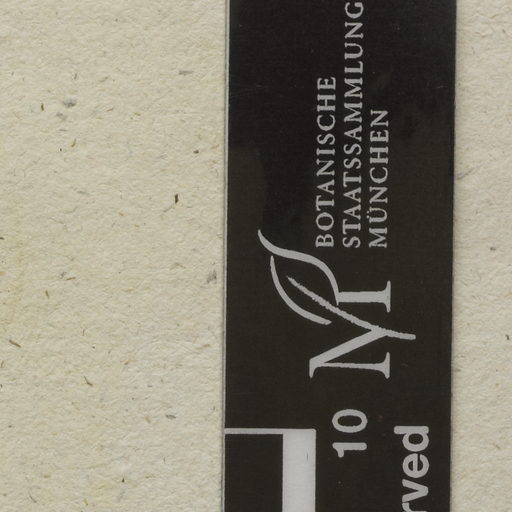 BOTANISCHE
STAATSSAMMLUNG
MÜNCHEN
M
10
rved